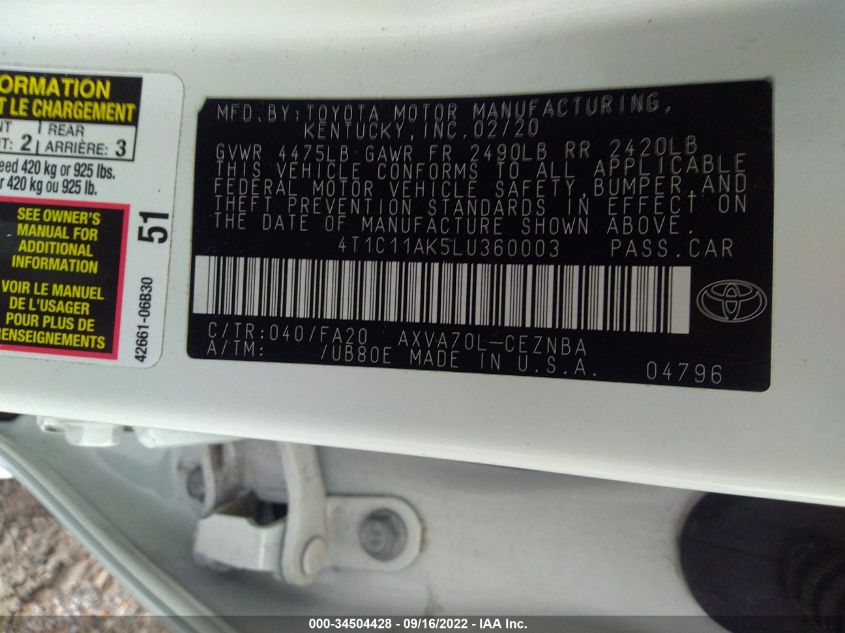 ORMATION
T LE CHARGEMENT
NT
: 2
REAR
ARRIÈRE: 3
eed 420 kg or 925 lbs.
r 420 kg ou 925 lb.
SEE OWNER'S
MANUAL FOR
ADDITIONAL
INFORMATION
VOIR LE MANUEL
DE L'USAGER
POUR PLUS DE
RENSEIGNEMENTS
51
42661-06B30
MFD. BY: TOYOTA MOTOR MANUFACTURING,
KENTUCKY, INC. 02/20
GVWR 4475LB GAWR FR 2490LB RR 2420LB
THIS VEHICLE CONFORMS TO ALL APPLICABLE
FEDERAL MOTOR VEHICLE SAFETY, BUMPER, AND
THEFT PREVENTION STANDARDS IN EFFECT ON
THE DATE OF MANUFACTURE SHOWN ABOVE.
4T1C11AK5LU360003 PASS. CAR
C/TR: 040/FA20 AXVA70L-CEZNBA
A/TM: /UB80E MADE IN U.S.A. 04796
000-34504428 - 09/16/2022 - IAA Inc.